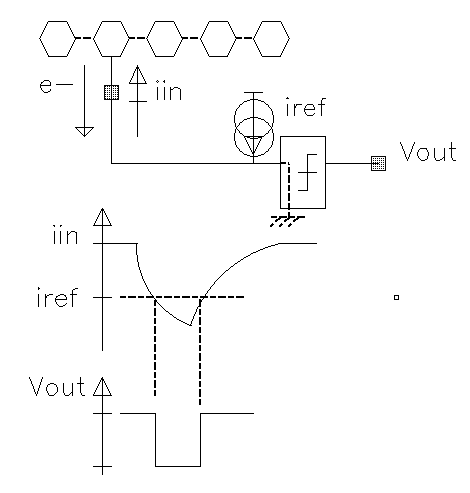 e-
iin
iref
Vout
iin
iref
Vout